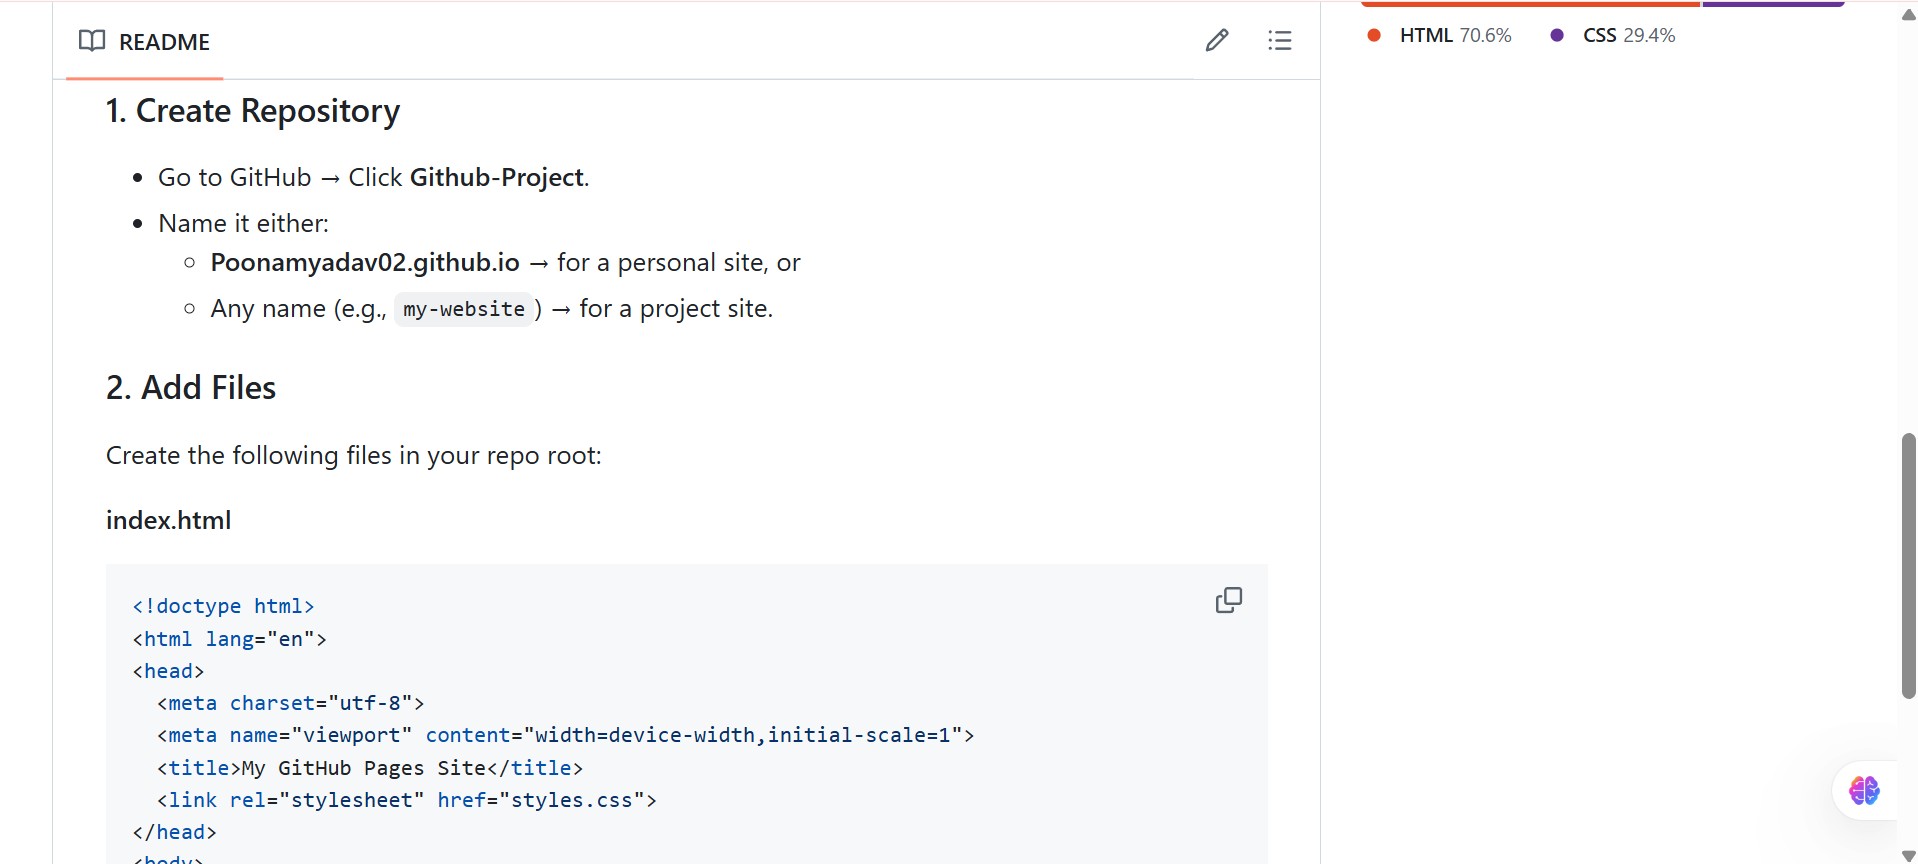 README
HTML 70.6% CSS 29.4%
1. Create Repository
Go to GitHub → Click Github-Project.
Name it either:
Poonamyadav02.github.io → for a personal site, or
Any name (e.g., my-website) → for a project site.
2. Add Files
Create the following files in your repo root:
index.html
<!doctype html>
<html lang="en">
<head>
  <meta charset="utf-8">
  <meta name="viewport" content="width=device-width,initial-scale=1">
  <title>My GitHub Pages Site</title>
  <link rel="stylesheet" href="styles.css">
</head>
<body>